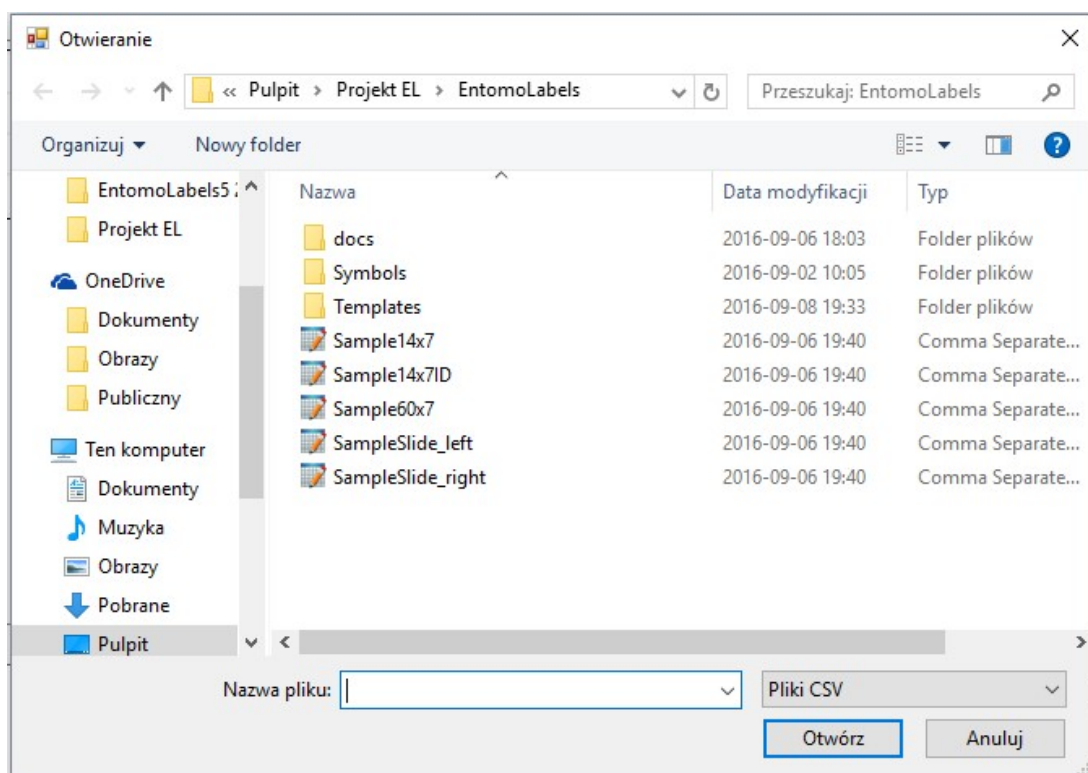 Otwieranie
« Pulpit > Projekt EL > EntomoLabels
Przeszukaj: EntomoLabels
Organizuj Nowy folder
EntomoLabels5
Projekt EL
OneDrive
Dokumenty
Obrazy
Publiczny
Ten komputer
Dokumenty
Muzyka
Obrazy
Pobrane
Pulpit
Nazwa Data modyfikacji Typ
docs 2016-09-06 18:03 Folder plików
Symbols 2016-09-02 10:05 Folder plików
Templates 2016-09-08 19:33 Folder plików
Sample14x7 2016-09-06 19:40 Comma Separate...
Sample14x7ID 2016-09-06 19:40 Comma Separate...
Sample60x7 2016-09-06 19:40 Comma Separate...
SampleSlide_left 2016-09-06 19:40 Comma Separate...
SampleSlide_right 2016-09-06 19:40 Comma Separate...
Nazwa pliku:
Pliki CSV
Otwórz Anuluj